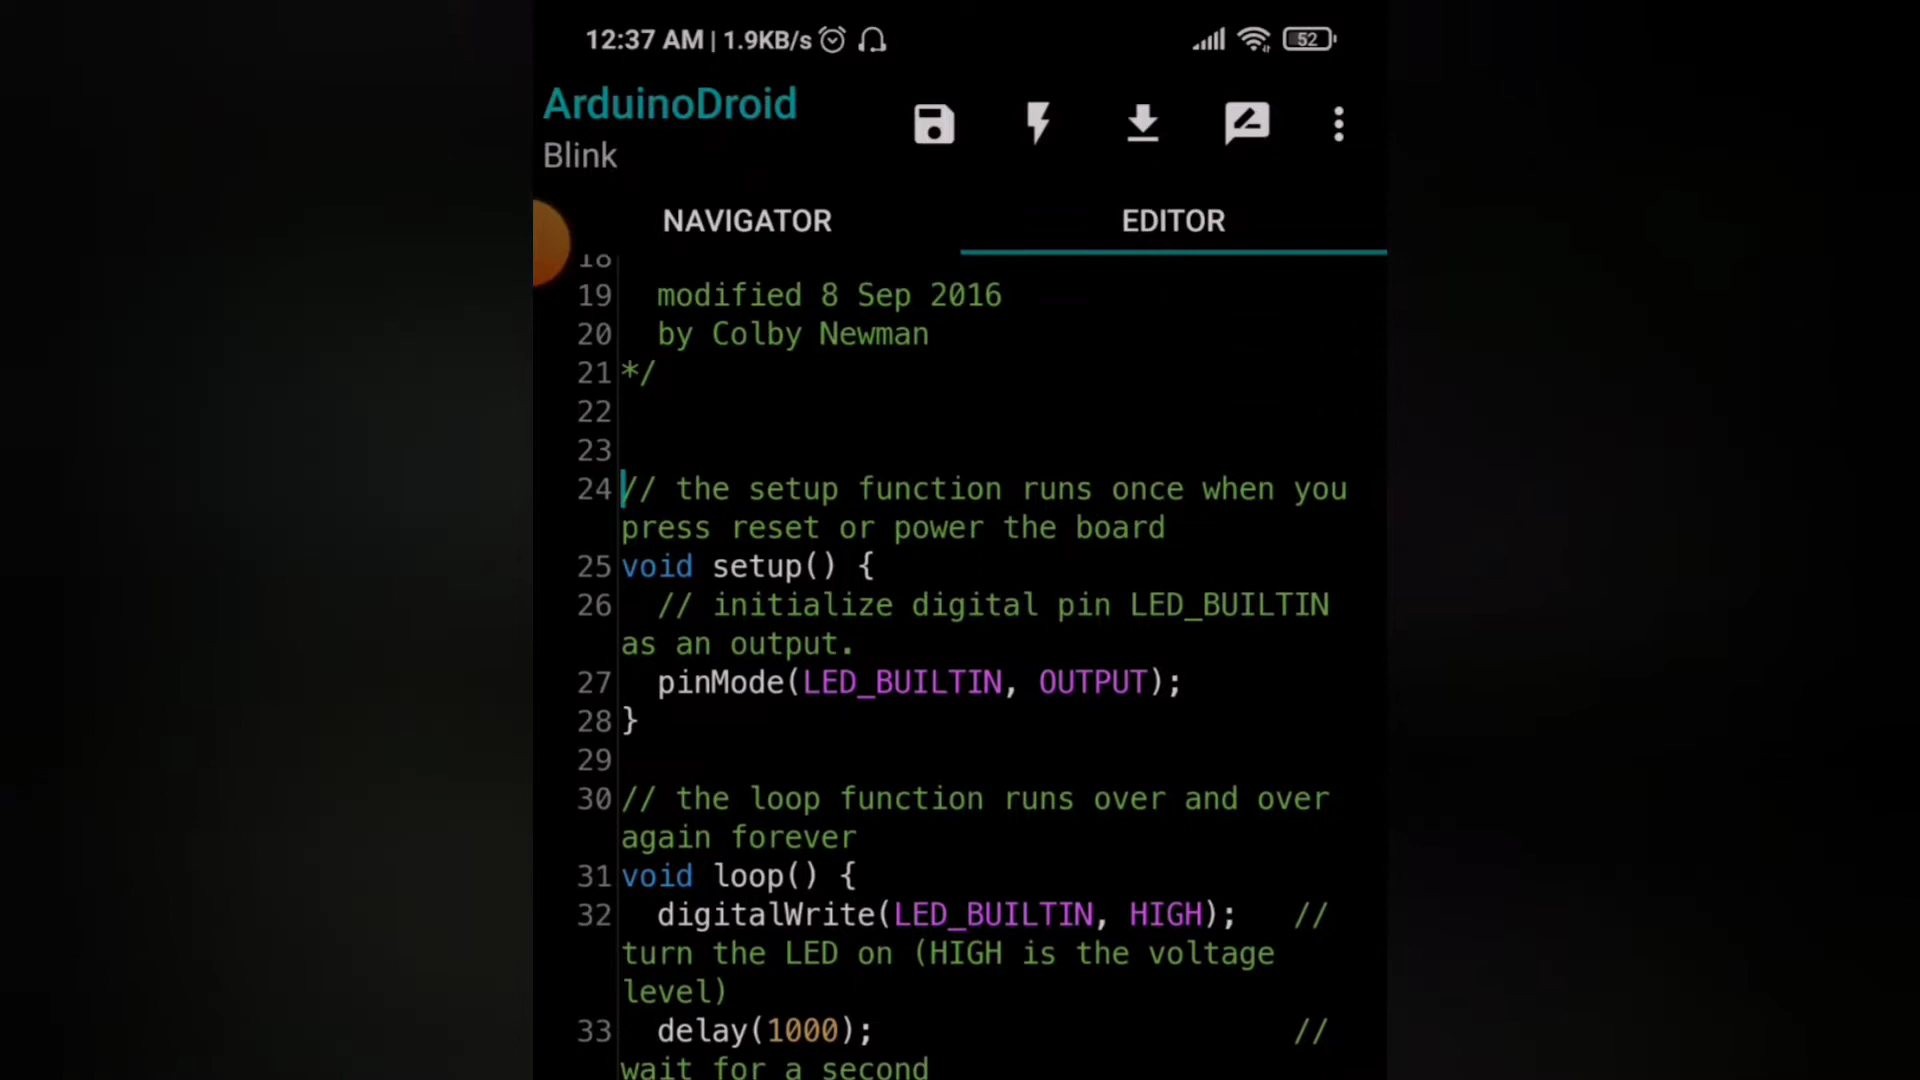 12:37 AM | 1.9KB/s 52
ArduinoDroid
Blink
NAVIGATOR EDITOR
18
19   modified 8 Sep 2016
20   by Colby Newman
21 */
22
23
24 // the setup function runs once when you
press reset or power the board
25 void setup() {
26   // initialize digital pin LED_BUILTIN
as an output.
27   pinMode(LED_BUILTIN, OUTPUT);
28 }
29
30 // the loop function runs over and over
again forever
31 void loop() {
32   digitalWrite(LED_BUILTIN, HIGH);   //
turn the LED on (HIGH is the voltage
level)
33   delay(1000);                       //
wait for a second